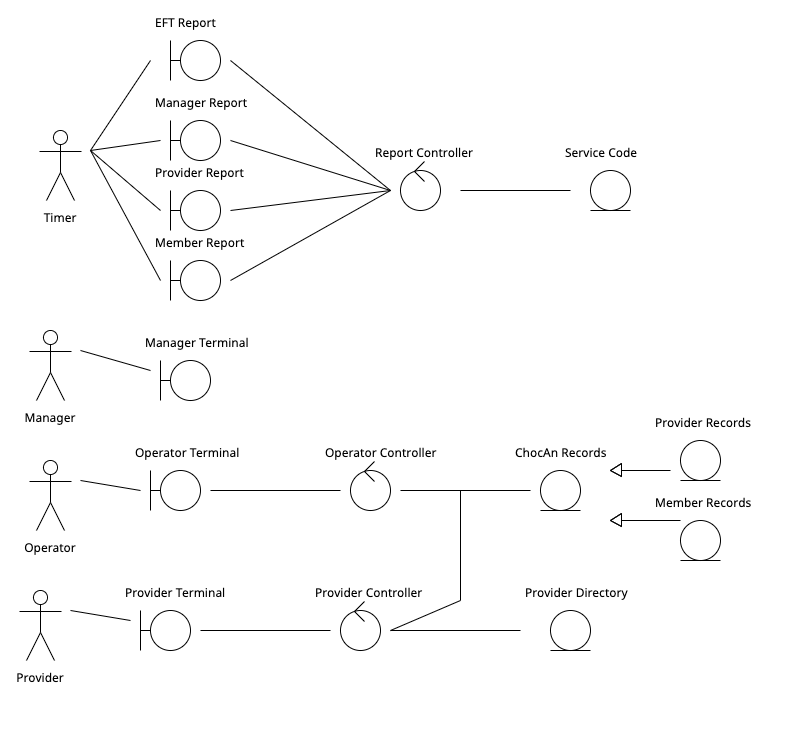 EFT Report
Manager Report
Provider Report
Member Report
Timer
Report Controller
Service Code
Manager
Manager Terminal
Operator
Operator Terminal
Operator Controller
ChocAn Records
Provider Records
Member Records
Provider
Provider Terminal
Provider Controller
Provider Directory